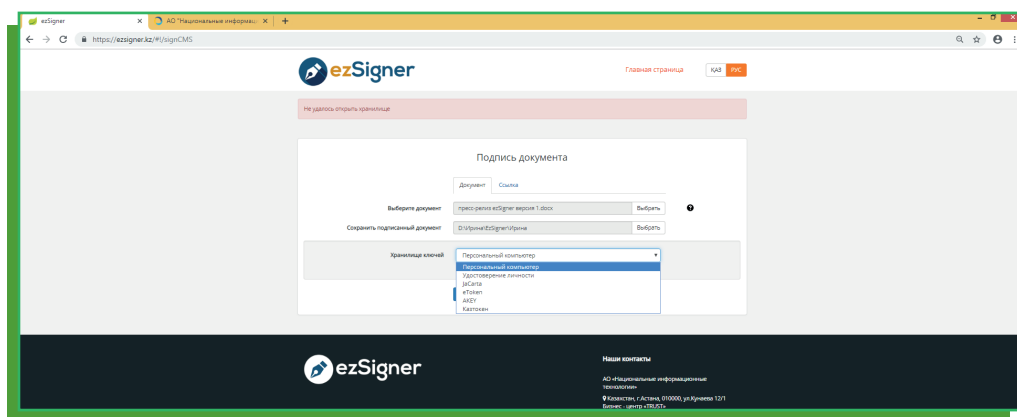 ezSigner
АО "Национальные информац
https://ezsigner.kz/#!/signCMS
ezSigner
Главная страница
ҚАЗ РУС
Не удалось открыть хранилище
Подпись документа
Документ Ссылка
Выберите документ пресс-релиз ezSigner версия 1.docx Выбрать
Сохранить подписанный документ D:\Ирина\EzSigner\Ирина Выбрать
Хранилище ключей Персональный компьютер
Персональный компьютер
Удостоверение личности
JaCarta
eToken
AKEY
Казтокен
ezSigner
Наши контакты
АО «Национальные информационные
технологии»
Казахстан, г.Астана, 010000, ул.Кунаева 12/1
Бизнес - центр «TRUST»